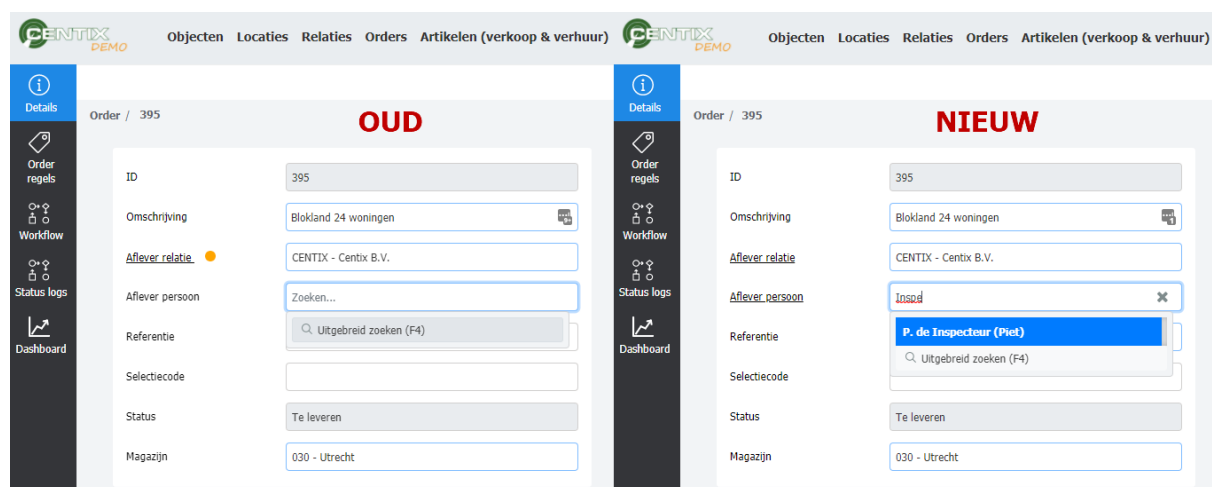 CENTIX
DEMO
Objecten Locaties Relaties Orders Artikelen (verkoop & verhuur)
Details
Order / 395
OUD
Order
regels
Workflow
Status logs
Dashboard
ID
395
Omschrijving
Blokland 24 woningen
Aflever relatie
CENTIX - Centix B.V.
Aflever persoon
Zoeken...
Uitgebreid zoeken (F4)
Referentie
Selectiecode
Status
Te leveren
Magazijn
030 - Utrecht
CENTIX
DEMO
Objecten Locaties Relaties Orders Artikelen (verkoop & verhuur)
Details
Order / 395
NIEUW
Order
regels
Workflow
Status logs
Dashboard
ID
395
Omschrijving
Blokland 24 woningen
1
Aflever relatie
CENTIX - Centix B.V.
Aflever persoon
Inspe
P. de Inspecteur (Piet)
Uitgebreid zoeken (F4)
Referentie
Selectiecode
Status
Te leveren
Magazijn
030 - Utrecht